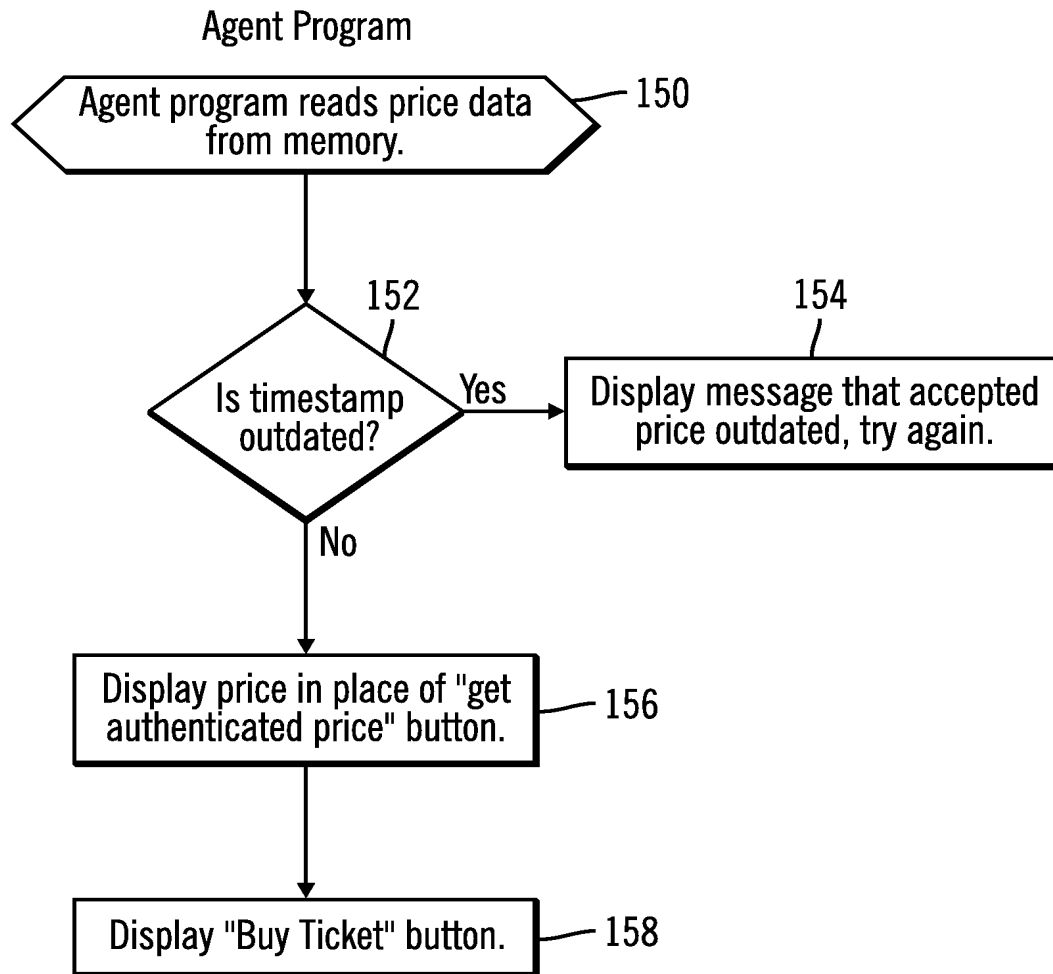 Agent Program
Agent program reads price data
from memory.
150
152
Is timestamp
outdated?
Yes
154
Display message that accepted
price outdated, try again.
No
Display price in place of "get
authenticated price" button.
156
Display "Buy Ticket" button.
158